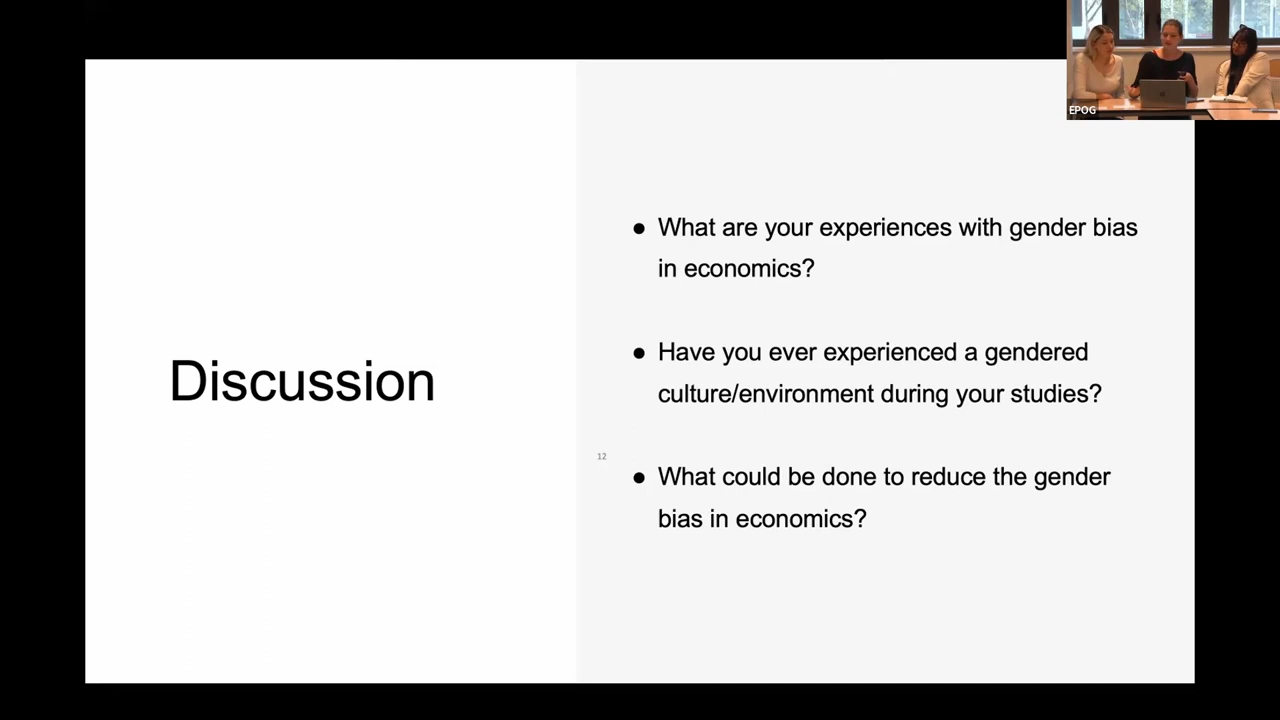 EPOG
Discussion
● What are your experiences with gender bias
in economics?
● Have you ever experienced a gendered
culture/environment during your studies?
12
● What could be done to reduce the gender
bias in economics?